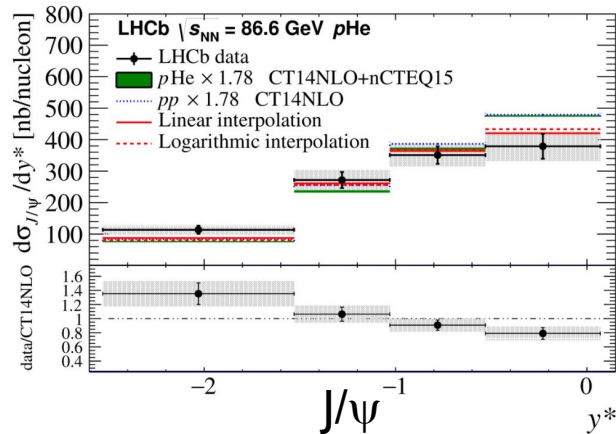 LHCb √sNN = 86.6 GeV pHe
LHCb data
pHe × 1.78 CT14NLO+nCTEQ15
pp × 1.78 CT14NLO
Linear interpolation
Logarithmic interpolation
dσJ/ψ/dy* [nb/nucleon]
800
700
600
500
400
300
200
100
data/CT14NLO
1.6
1.4
1.2
1.0
0.8
0.6
0.4
-2 -1 0
J/ψ y*